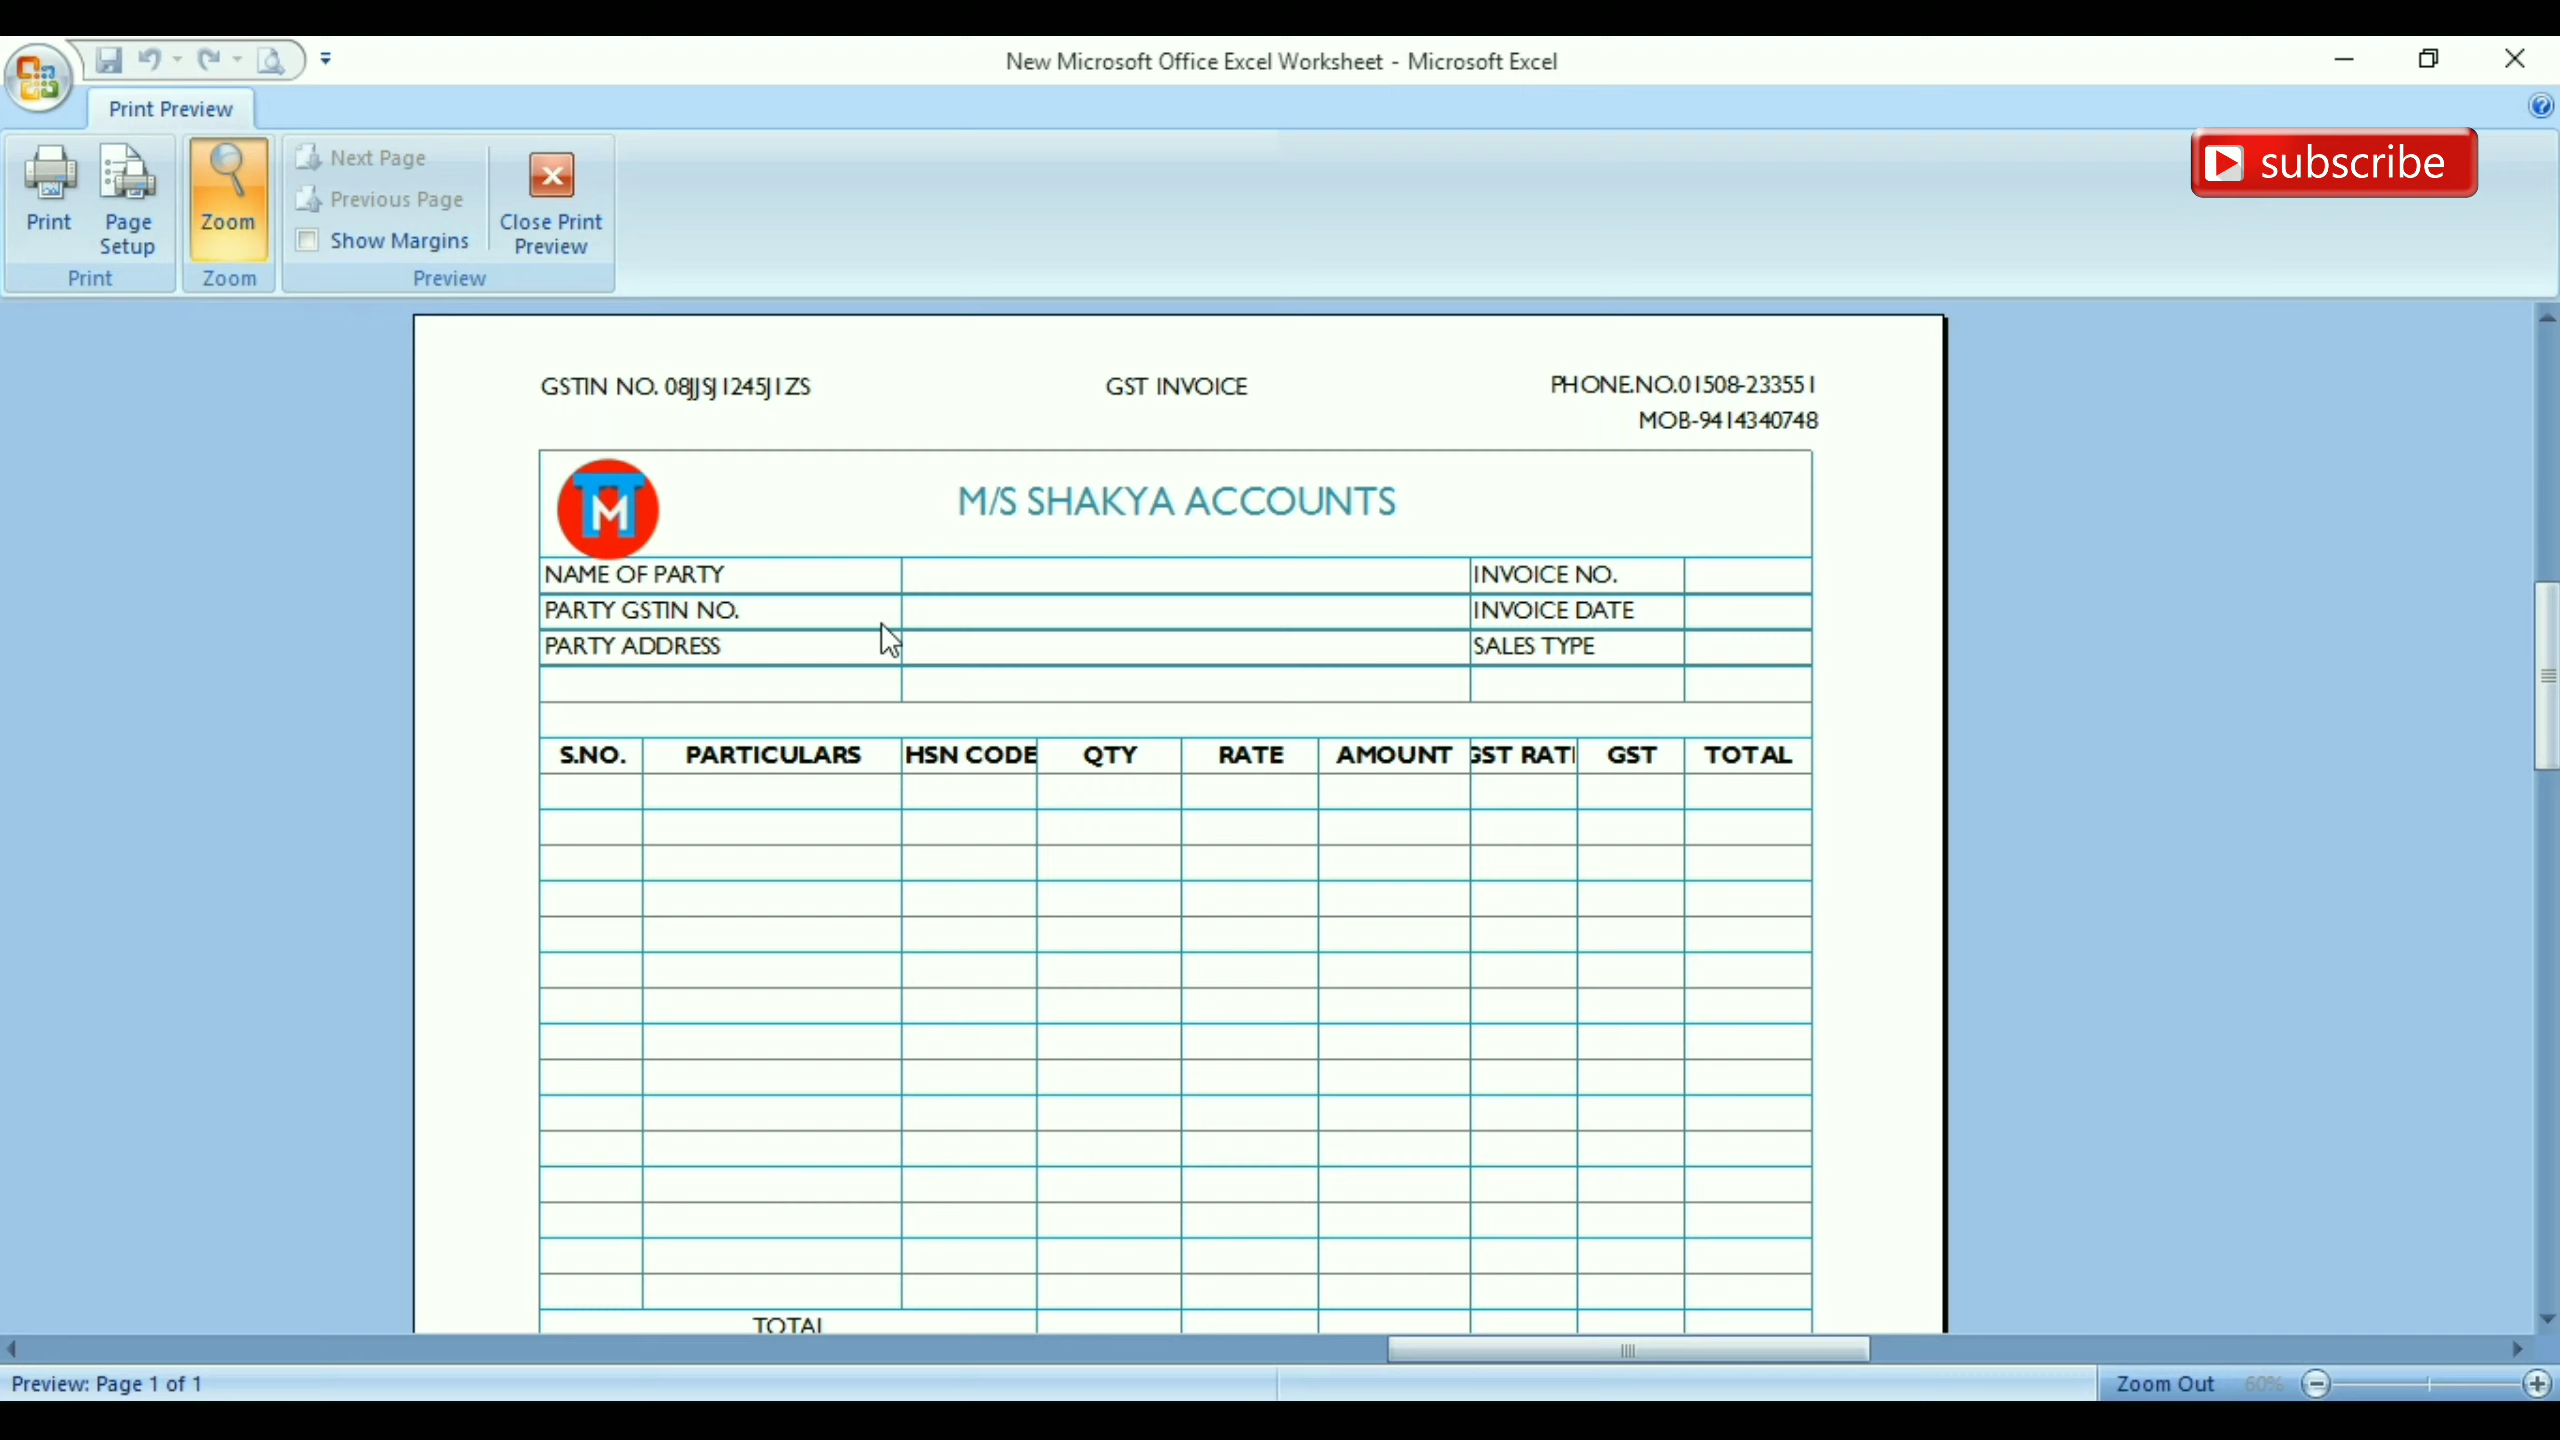 New Microsoft Office Excel Worksheet - Microsoft Excel
Print Preview
Print
Page Setup
Zoom
Next Page
Previous Page
Show Margins
Close Print Preview
Print
Zoom
Preview
subscribe
GSTIN NO. 08JJSJ1245J1ZS
GST INVOICE
PHONE.NO.01508-233551
MOB-9414340748
M
M/S SHAKYA ACCOUNTS
NAME OF PARTY
INVOICE NO.
PARTY GSTIN NO.
INVOICE DATE
PARTY ADDRESS
SALES TYPE
S.NO. PARTICULARS HSN CODE QTY RATE AMOUNT GST RATE GST TOTAL
TOTAL
Preview: Page 1 of 1
Zoom Out 60%